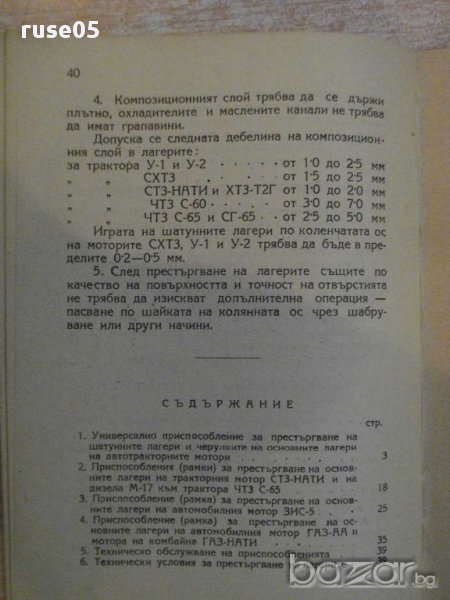 ruse05
40
4. Композиционният слой трябва да се държи
плътно, охладителите и маслените канали не трябва
да имат грапавини.
Допуска се следната дебелина на композицион-
ния слой в лагерите:
за трактора У-1 и У-2 · · · · · от 1·0 до 2·5 мм
„ „ СХТЗ · · · · · от 1·5 до 2·5 мм
„ „ СТЗ-НАТИ и ХТЗ-Т2Г · от 1·0 до 2·0 мм
„ „ ЧТЗ С-60 · · · · от 3·0 до 7·0 мм
„ „ ЧТЗ С-65 и СГ-65 · · от 2·5 до 5·0 мм
Играта на шатунните лагери по коленчатата ос
на моторите СХТЗ, У-1 и У-2 трябва да бъде в пре-
делите 0·2—0·5 мм.
5. След престъргване на лагерите същите по
качество на повърхността и точност на отвърстията
не трябва да изискват допълнителна операция —
пасване по шайката на колянната ос чрез шабру-
ване или други начини.
СЪДЪРЖАНИЕ
стр.
1. Универсално приспособление за престъргване на
шатунните лагери и черупките на основните лагери
на автотракторните мотори · · · · · 3
2. Приспособления (рамки) за престъргване на основ-
ните лагери на тракторния мотор СТЗ-НАТИ и на
дизела М-17 към трактора ЧТЗ С-65 · · · · 18
3. Приспособление (рамка) за престъргване на основ-
ните лагери на автомобилния мотор ЗИС-5 · · 25
4. Приспособление (рамка) за престъргване на ос-
новните лагери на автомобилния мотор ГАЗ-АА и
мотора на комбайне ГАЗ-НАТИ · · · · 35
5. Техническо обслужване на приспособленията · 39
6. Технически условия за престъргване на 39
bazar.bg